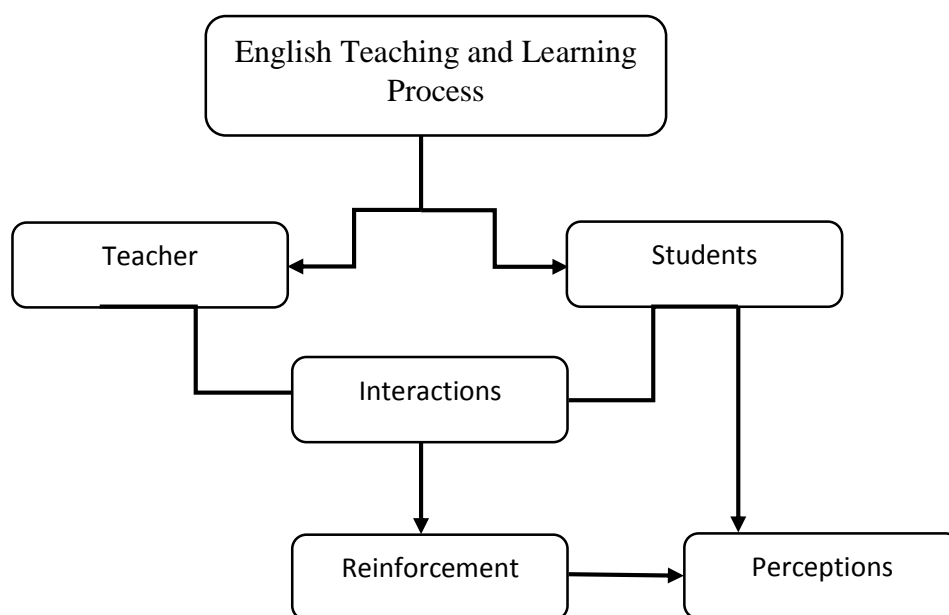 English Teaching and Learning
Process
Teacher
Students
Interactions
Reinforcement
Perceptions